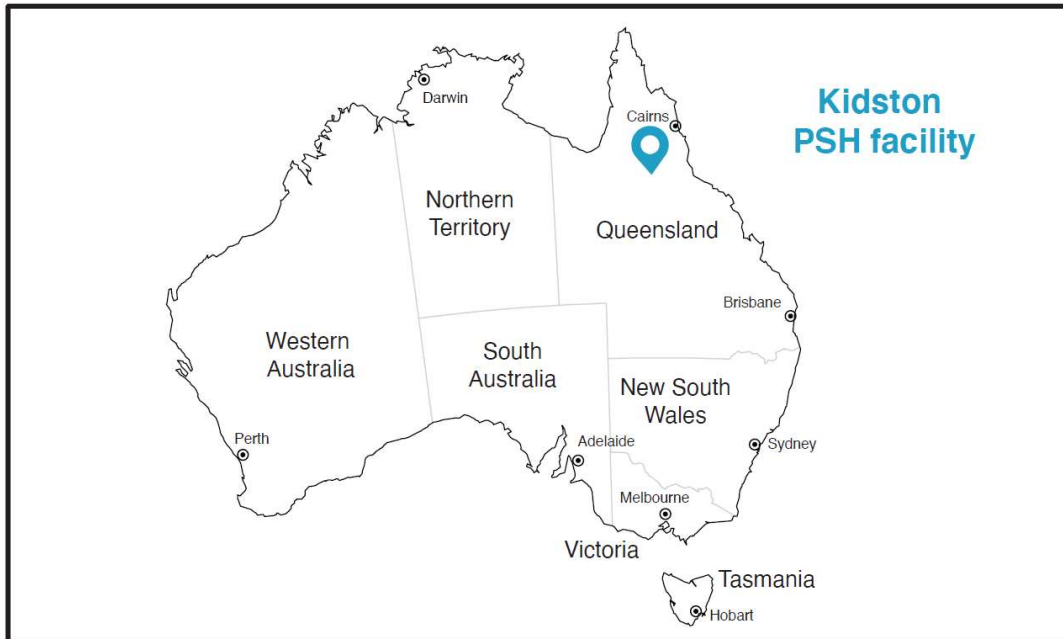 Kidston
PSH facility
Darwin
Cairns
Northern
Territory
Queensland
Brisbane
Western
Australia
South
Australia
New South
Wales
Perth
Adelaide
Sydney
Melbourne
Victoria
Tasmania
Hobart